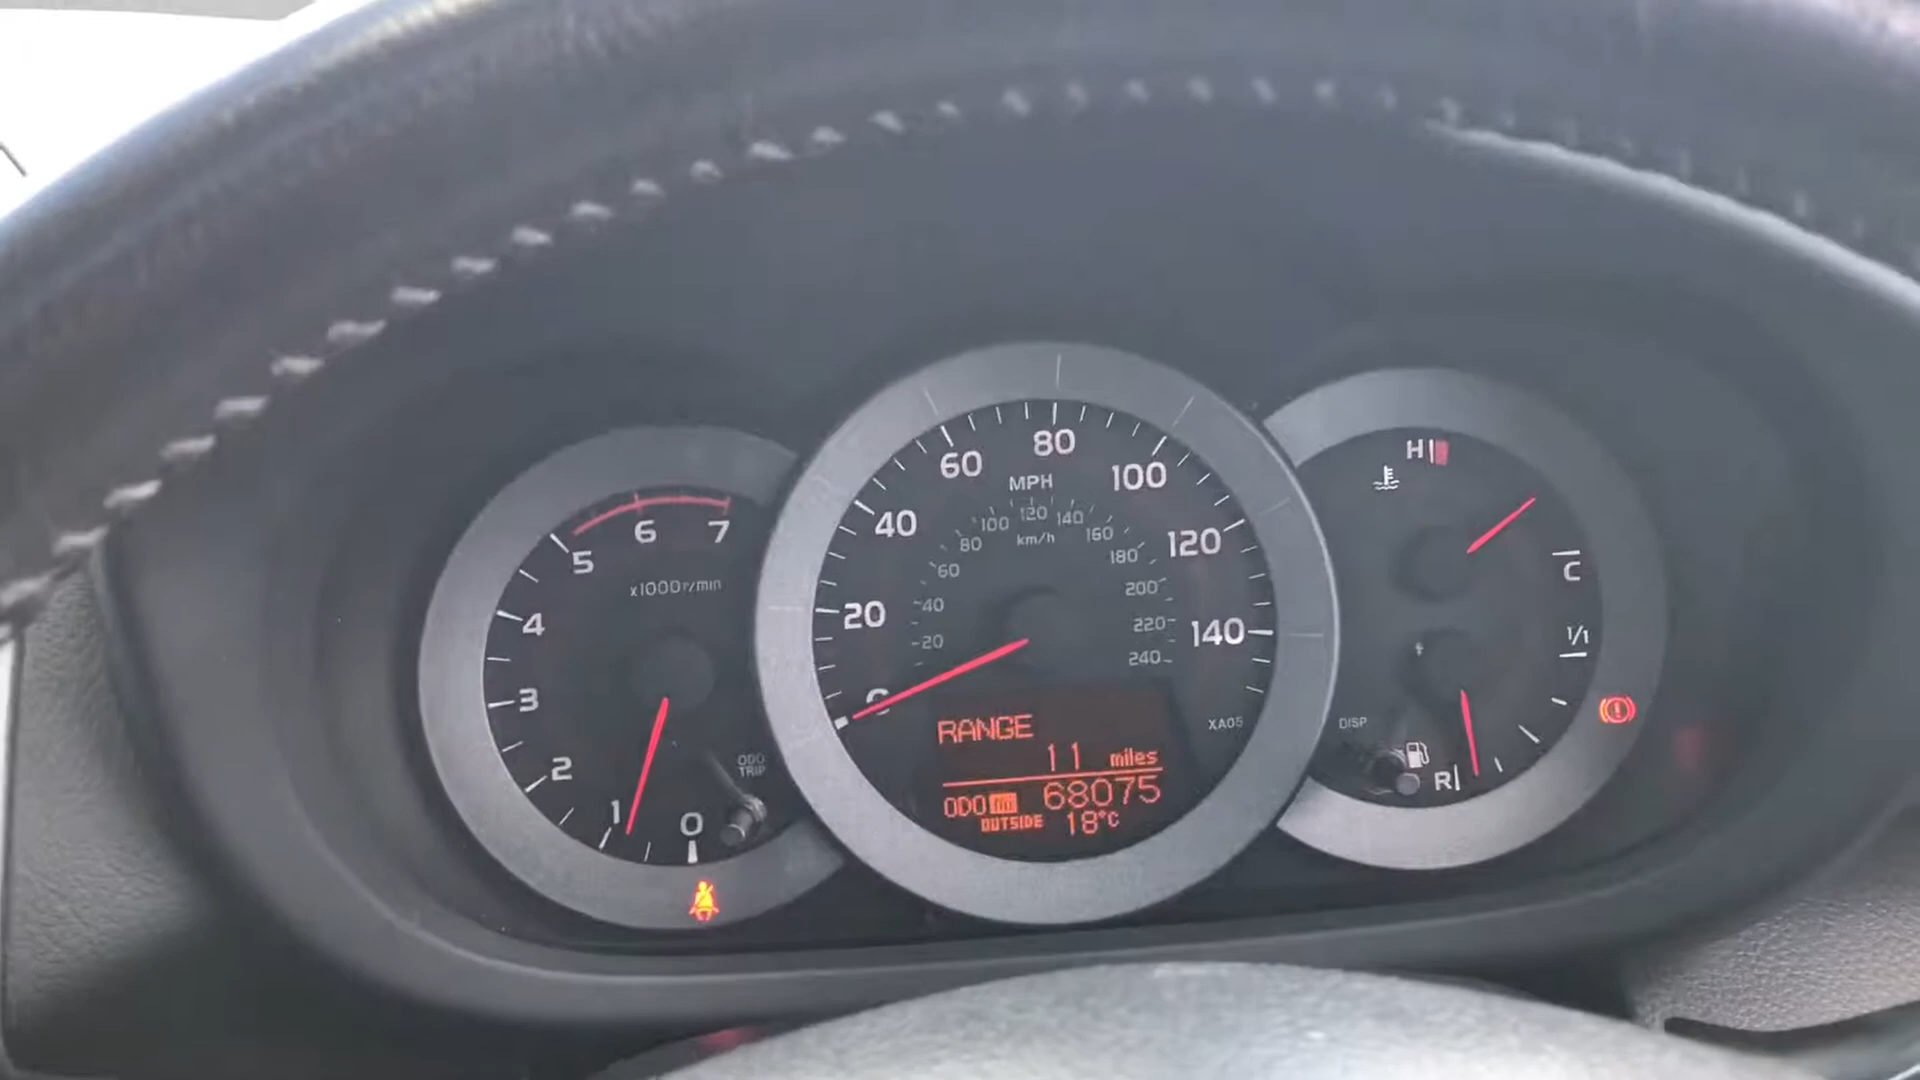 0
1
2
3
4
5
6
7
x1000r/min
ODO
TRIP
20
40
60
80
100
120
140
MPH
20
40
60
80
100
120
140
160
180
200
220
240
km/h
XA05
RANGE
11 miles
ODO 68075
OUTSIDE 18°C
H
C
1/1
R
DISP